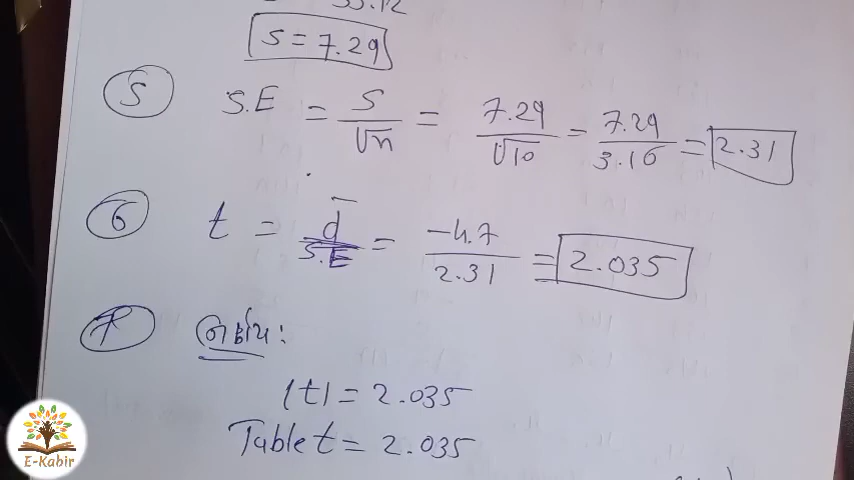 S = 7.29
5 S.E = S/√n = 7.29/√10 = 7.29/3.16 = 2.31
6 t = d̄/S.E = -4.7/2.31 = 2.035
7
|t| = 2.035
Table t = 2.035
E-Kabir